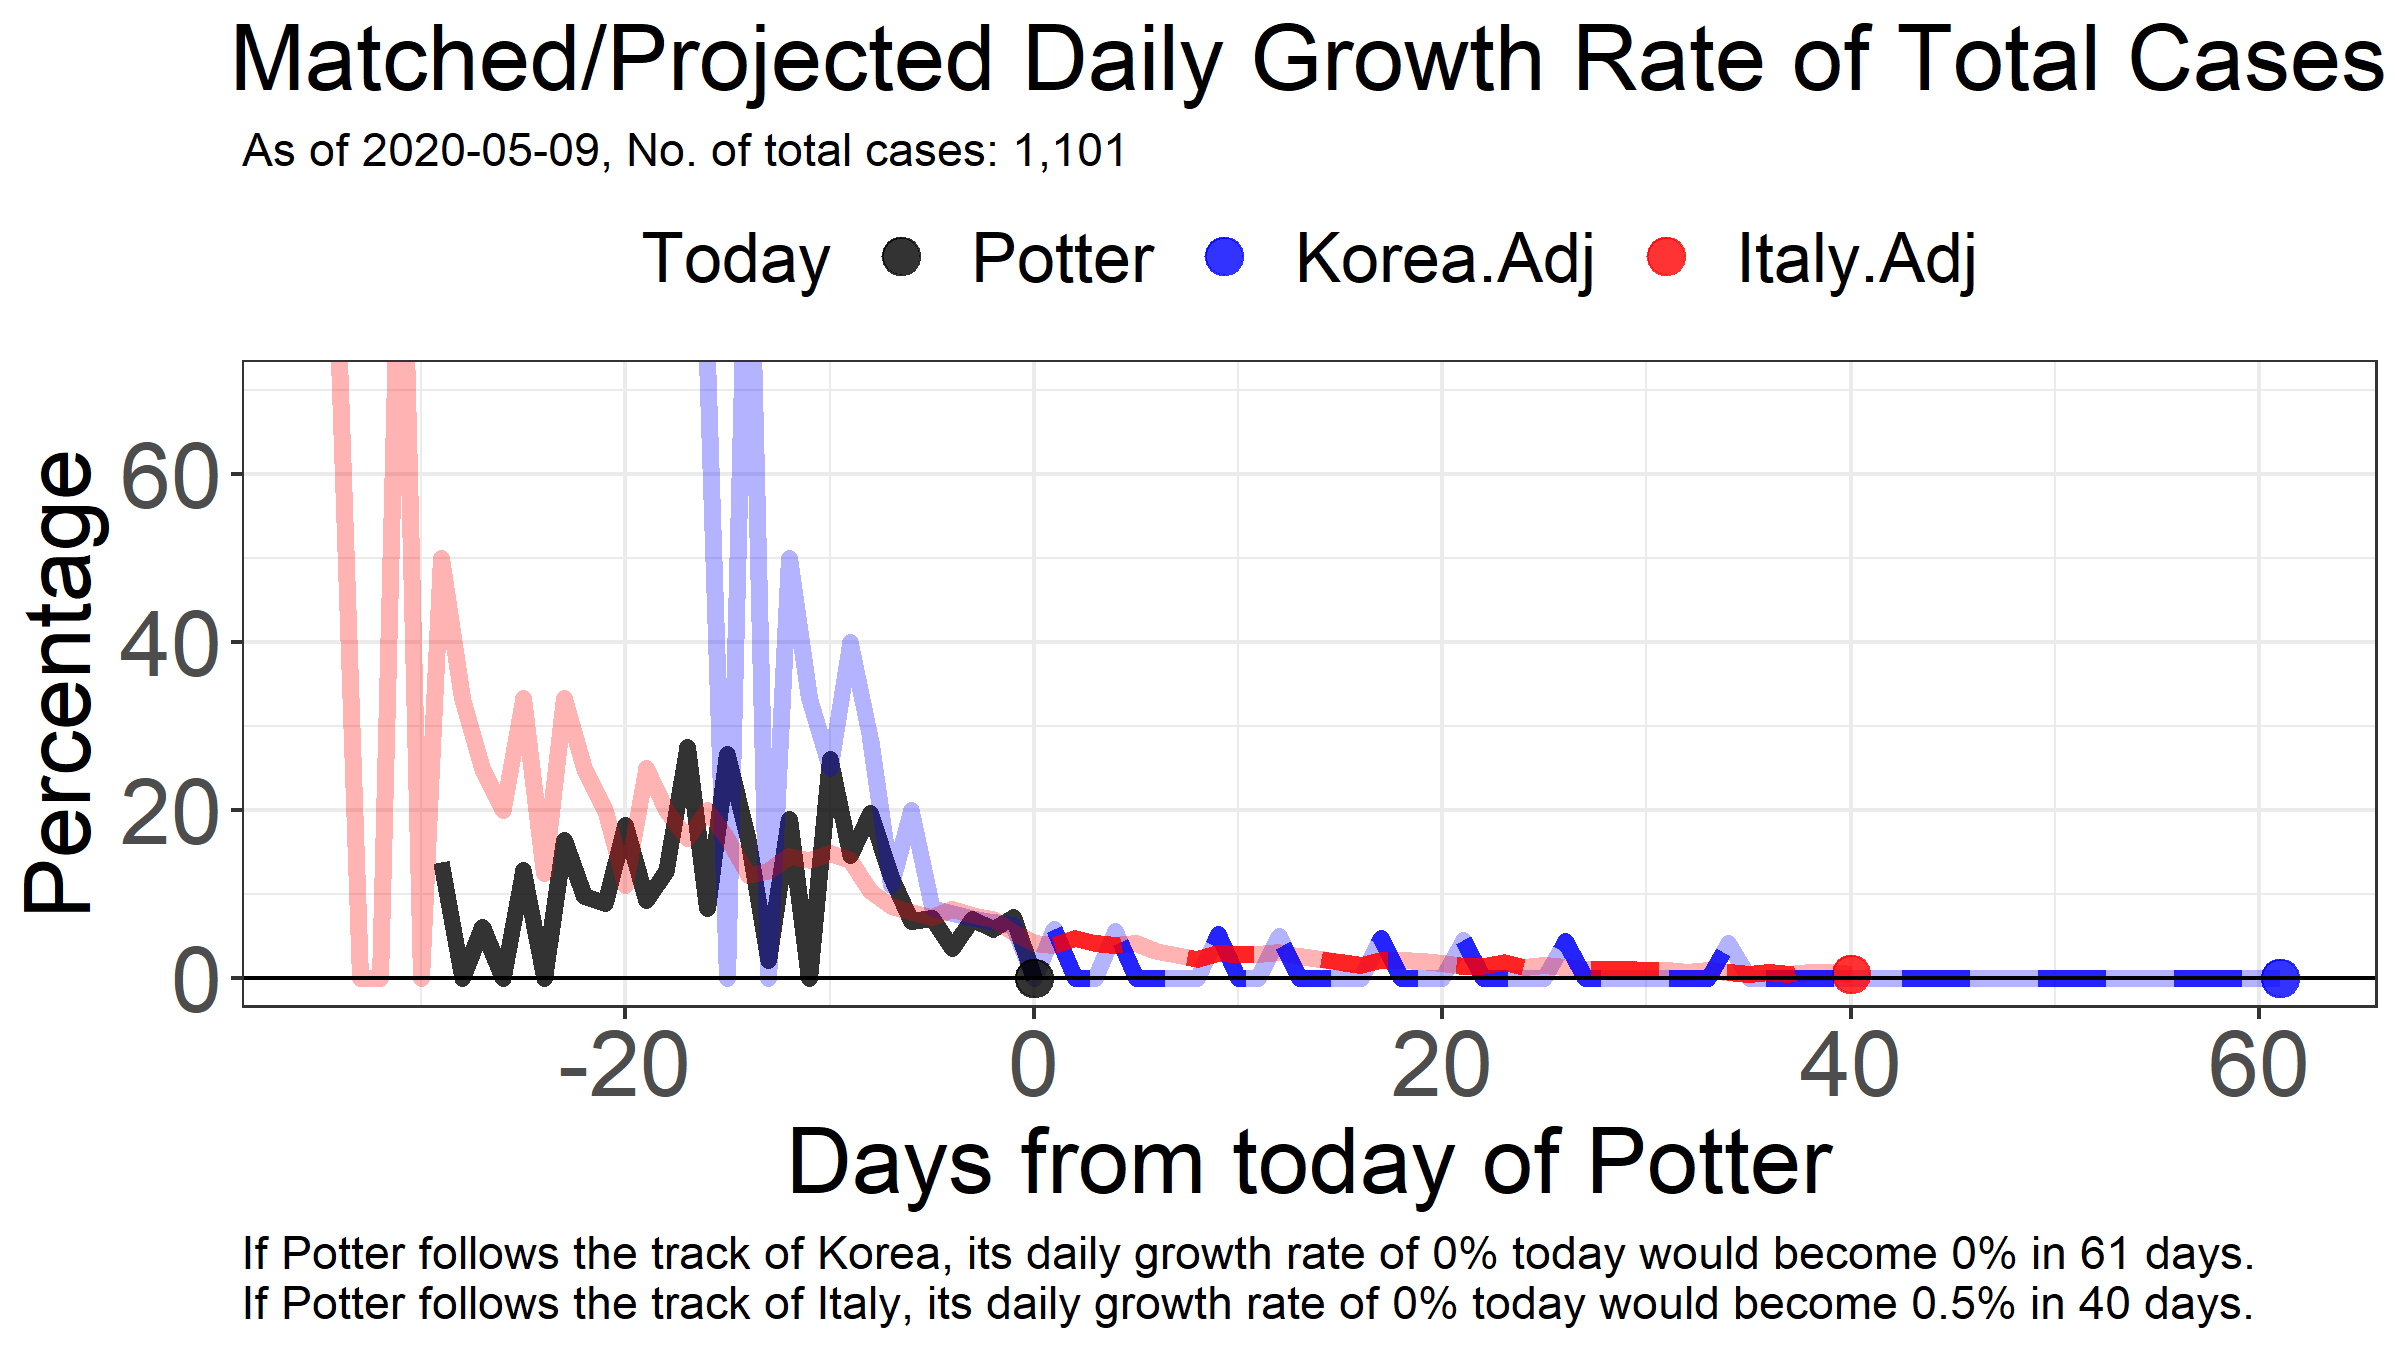 Matched/Projected Daily Growth Rate of Total Cases
As of 2020-05-09, No. of total cases: 1,101
Today Potter Korea.Adj Italy.Adj
Percentage
60
40
20
0
-20 0 20 40 60
Days from today of Potter
If Potter follows the track of Korea, its daily growth rate of 0% today would become 0% in 61 days.
If Potter follows the track of Italy, its daily growth rate of 0% today would become 0.5% in 40 days.